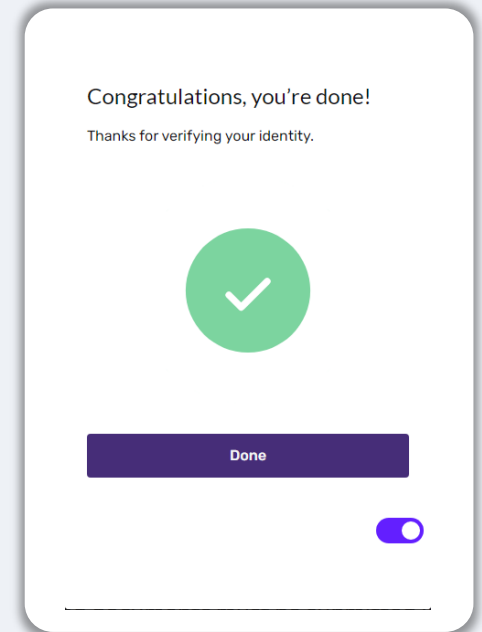 Congratulations, you’re done!
Thanks for verifying your identity.
Done